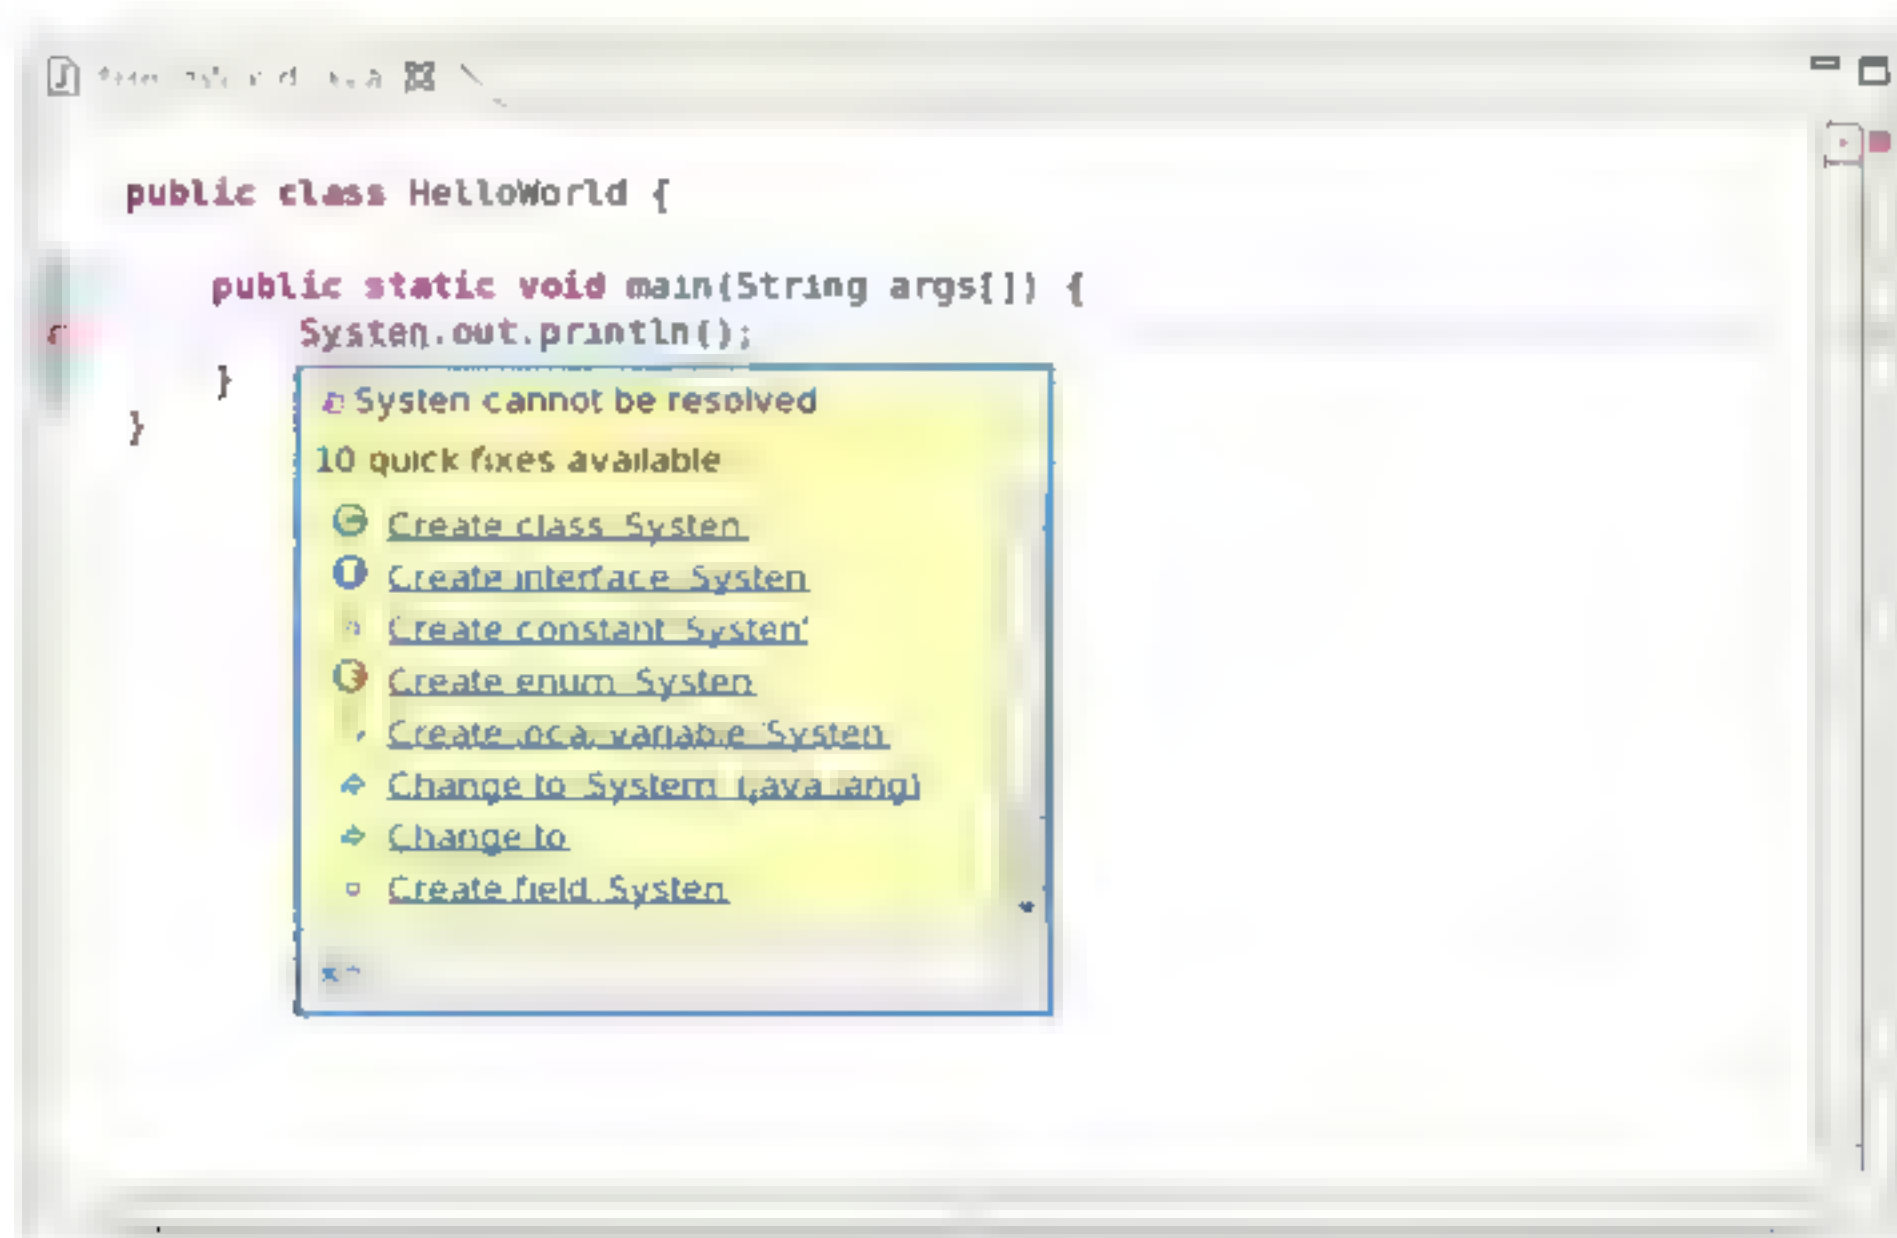 public class HelloWorld {
public static void main(String args[]) {
Systen.out.println();
}
}
Systen cannot be resolved
10 quick fixes available
Create class Systen
Create interface Systen
Create constant Systen'
Create enum Systen
Create local variable 'Systen
Change to System (java.lang)
Change to
Create field Systen